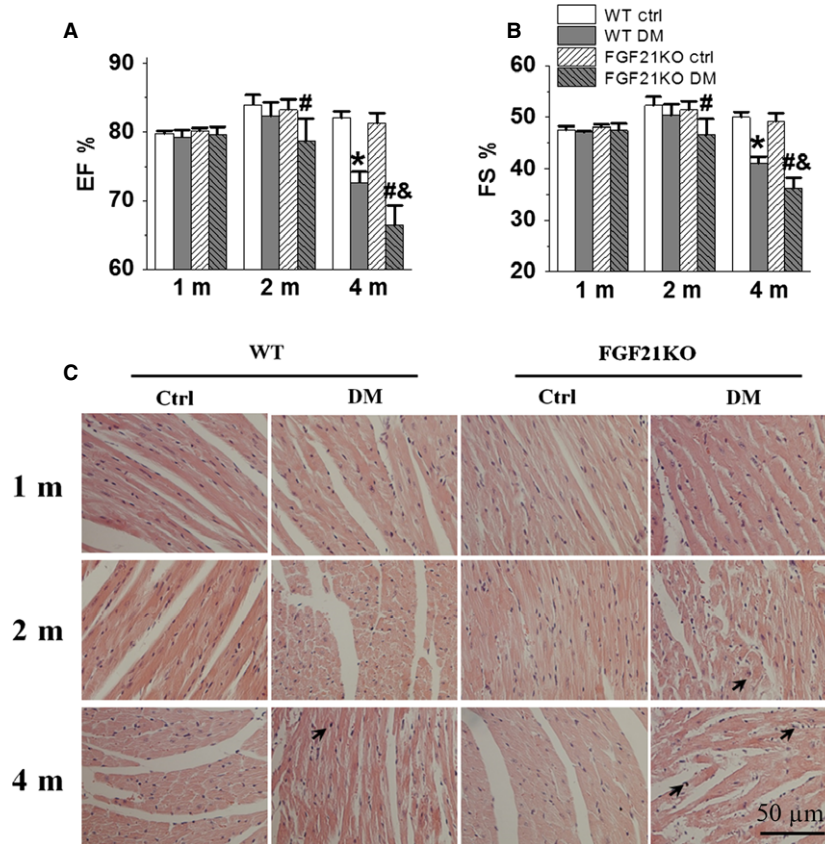 A
EF %
90
80
70
60
#
*
#&
1 m 2 m 4 m
B
WT ctrl
WT DM
FGF21KO ctrl
FGF21KO DM
FS %
60
50
40
30
20
#
*
#&
1 m 2 m 4 m
C
WT FGF21KO
Ctrl DM Ctrl DM
1 m
2 m
4 m
50 µm